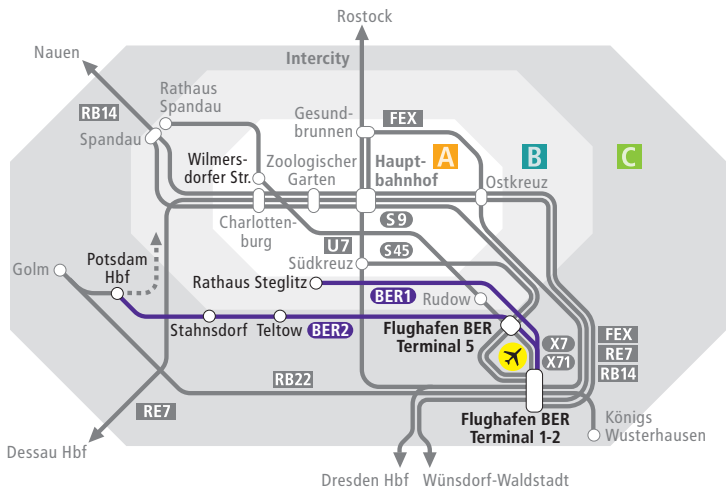 Rostock
Nauen
Intercity
Rathaus
Spandau
RB14
Gesund-
brunnen
FEX
Spandau
Wilmers-
dorfer Str.
Zoologischer
Garten
Haupt-
bahnhof
A
B
C
Ostkreuz
Charlotten-
burg
S9
U7
S45
Südkreuz
Golm
Potsdam
Hbf
Rathaus Steglitz
BER1
Rudow
Stahnsdorf
Teltow
BER2
Flughafen BER
Terminal 5
X7
X71
FEX
RE7
RB14
RB22
RE7
Flughafen BER
Terminal 1-2
Königs
Wusterhausen
Dessau Hbf
Dresden Hbf
Wünsdorf-Waldstadt